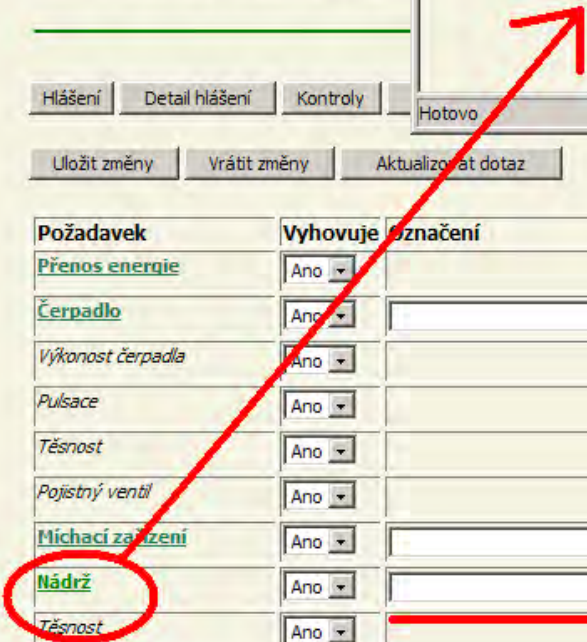 Hlášení Detail hlášení Kontroly
Hotovo
Uložit změny Vrátit změny Aktualizovat dotaz
Požadavek Vyhovuje Označení
Přenos energie Ano
Čerpadlo Ano
Výkonost čerpadla Ano
Pulsace Ano
Těsnost Ano
Pojistný ventil Ano
Míchací zařízení Ano
Nádrž Ano
Těsnost Ano